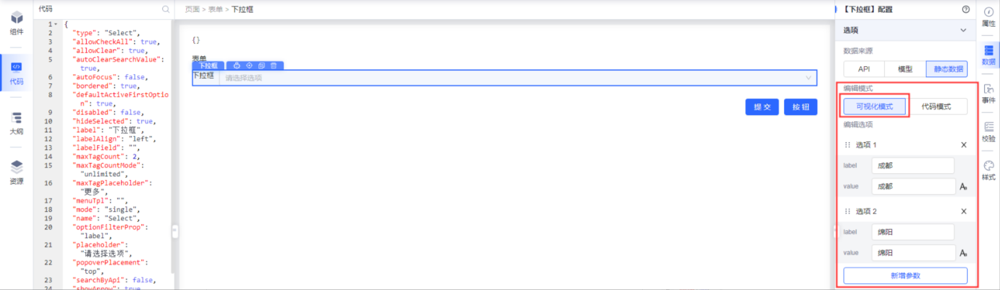 组件
代码
大纲
资源
代码
1 {
2 "type": "Select",
3 "allowCheckAll": true,
4 "allowClear": true,
5 "autoClearSearchValue":
true,
6 "autoFocus": false,
7 "bordered": true,
8 "defaultActiveFirstOptio
n": true,
9 "disabled": false,
10 "hideSelected": true,
11 "label": "下拉框",
12 "labelAlign": "left",
13 "labelField": "",
14 "maxTagCount": 2,
15 "maxTagCountMode":
"unlimited",
16 "maxTagPlaceholder":
"更多",
17 "menuTpl": "",
18 "mode": "single",
19 "name": "Select",
20 "optionFilterProp":
"label",
21 "placeholder":
"请选择选项",
22 "popoverPlacement":
"top",
23 "searchByApi": false,
24 "showArrow": true,
页面 > 表单 > 下拉框
{}
表单
下拉框
下拉框 请选择选项
提交 按钮
【下拉框】配置
选项
数据来源
API 模型 静态数据
编辑模式
可视化模式 代码模式
编辑选项
选项 1 X
label 成都
value 成都
选项 2 X
label 绵阳
value 绵阳
新增参数
属性
数据
事件
校验
样式